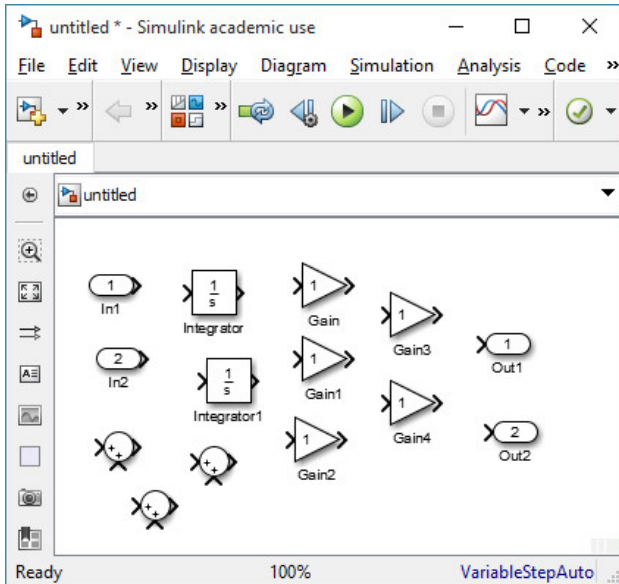 untitled * - Simulink academic use
File Edit View Display Diagram Simulation Analysis Code »
» » » »
untitled
untitled
1
In1
1
s
Integrator
1
Gain
1
Gain3
1
Out1
2
In2
1
s
Integrator1
1
Gain1
1
Gain4
2
Out2
1
Gain2
++
++
++
A≡
Ready 100% VariableStepAuto